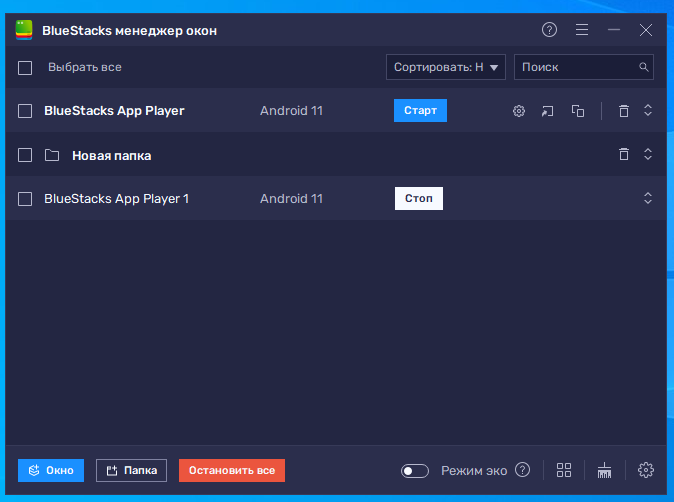 BlueStacks менеджер окон
Выбрать все Сортировать: Н Поиск
BlueStacks App Player Android 11 Старт
Новая папка
BlueStacks App Player 1 Android 11 Стоп
Окно Папка Остановить все Режим эко